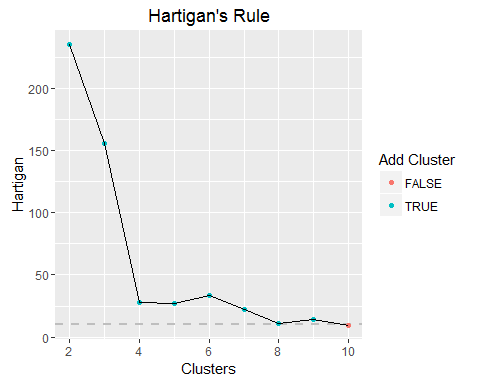 Hartigan's Rule
Hartigan
200
150
100
50
0
2 4 6 8 10
Clusters
Add Cluster
FALSE
TRUE